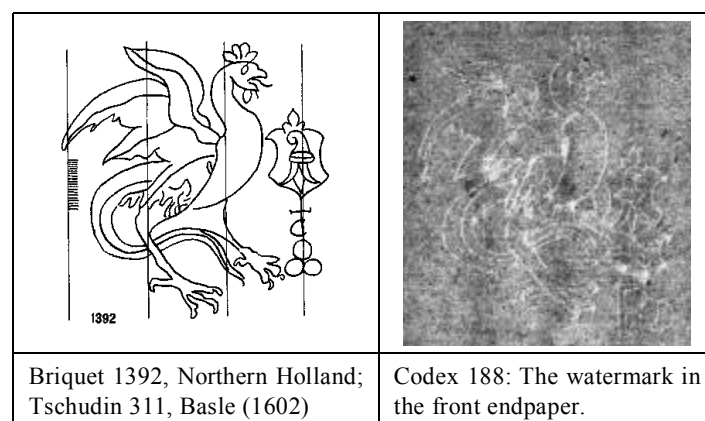 1392
Briquet 1392, Northern Holland;
Tschudin 311, Basle (1602)
Codex 188: The watermark in
the front endpaper.